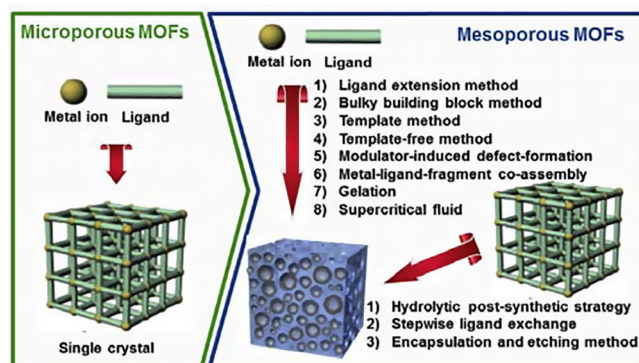 Microporous MOFs
Metal ion Ligand
Single crystal
Mesoporous MOFs
Metal ion Ligand
1) Ligand extension method
2) Bulky building block method
3) Template method
4) Template-free method
5) Modulator-induced defect-formation
6) Metal-ligand-fragment co-assembly
7) Gelation
8) Supercritical fluid
1) Hydrolytic post-synthetic strategy
2) Stepwise ligand exchange
3) Encapsulation and etching method